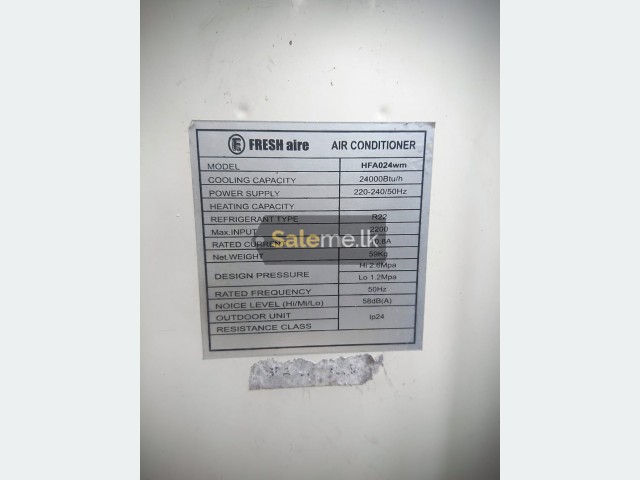 FRESH aire AIR CONDITIONER
MODEL HFA024wm
COOLING CAPACITY 24000Btu/h
POWER SUPPLY 220-240/50Hz
HEATING CAPACITY
REFRIGERANT TYPE R22
Max.INPUT 2200
Saleme.lk
RATED CURRENT
Net.WEIGHT 59Kg
DESIGN PRESSURE Hi 2.6Mpa
Lo 1.2Mpa
RATED FREQUENCY 50Hz
NOICE LEVEL (Hi/Mi/Lo) 58dB(A)
OUTDOOR UNIT Ip24
RESISTANCE CLASS